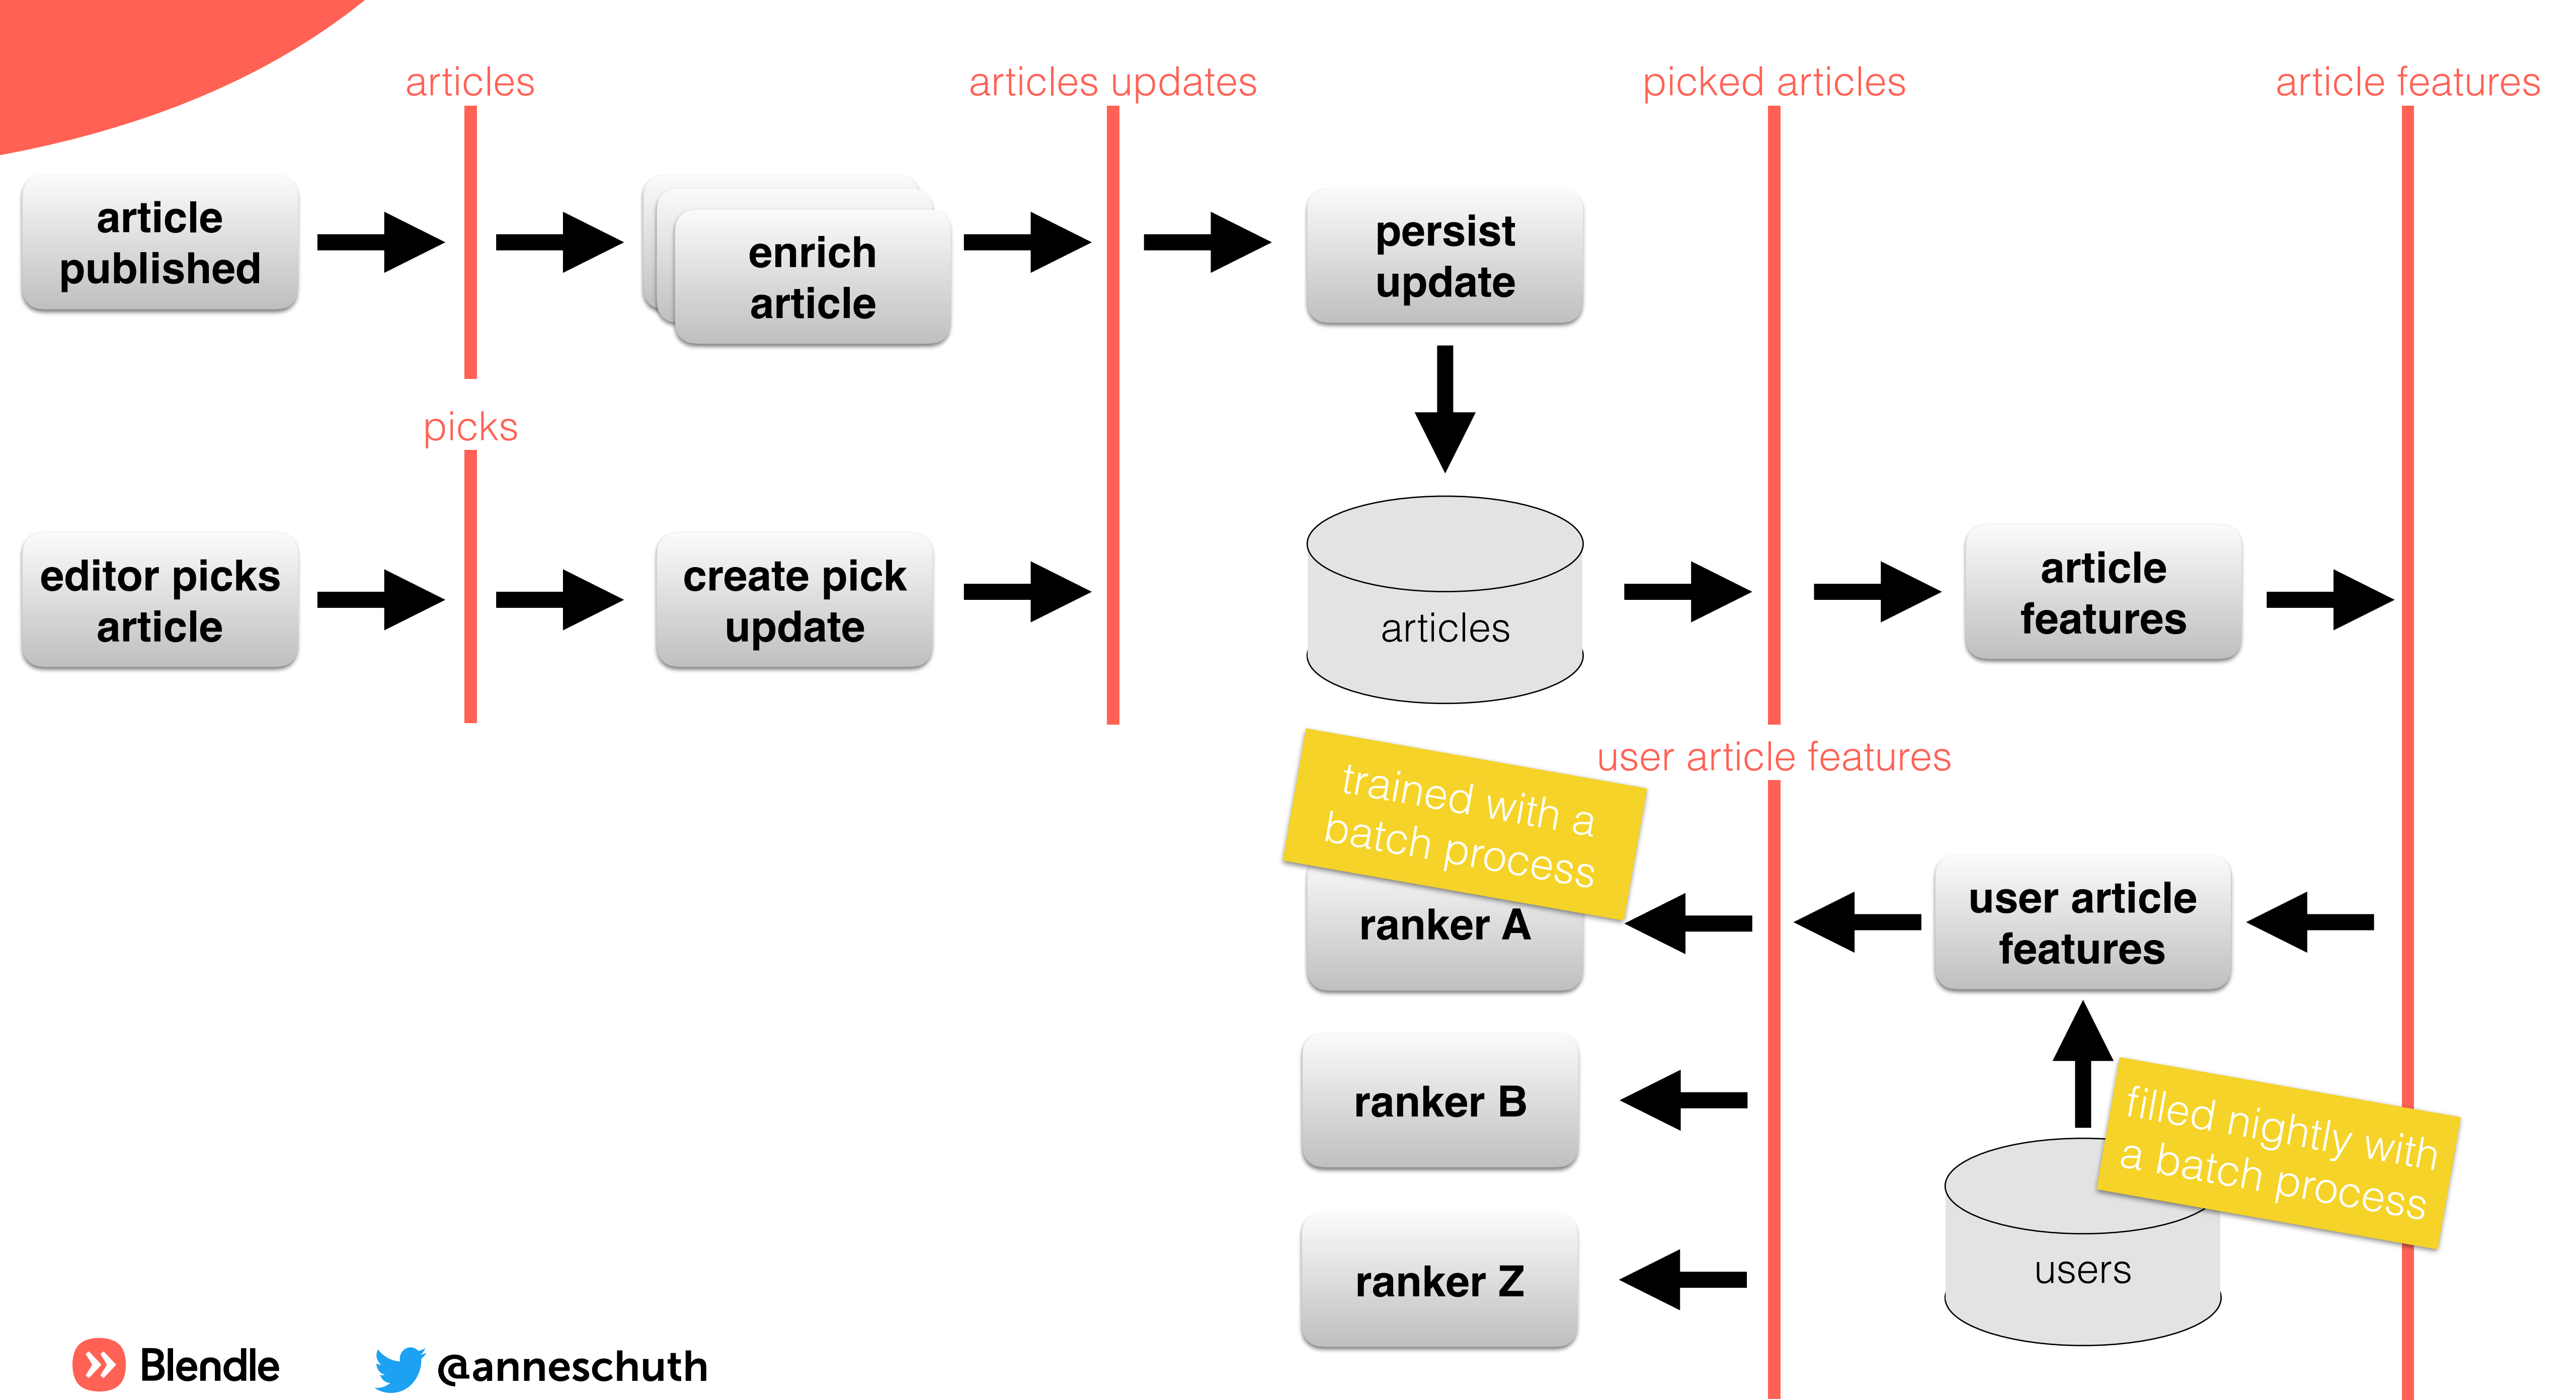 articles
articles updates
picked articles
article features
article
published
enrich
article
persist
update
picks
editor picks
article
create pick
update
articles
article
features
user article features
trained with a
batch process
ranker A
user article
features
ranker B
filled nightly with
a batch process
ranker Z
users
Blendle
@anneschuth